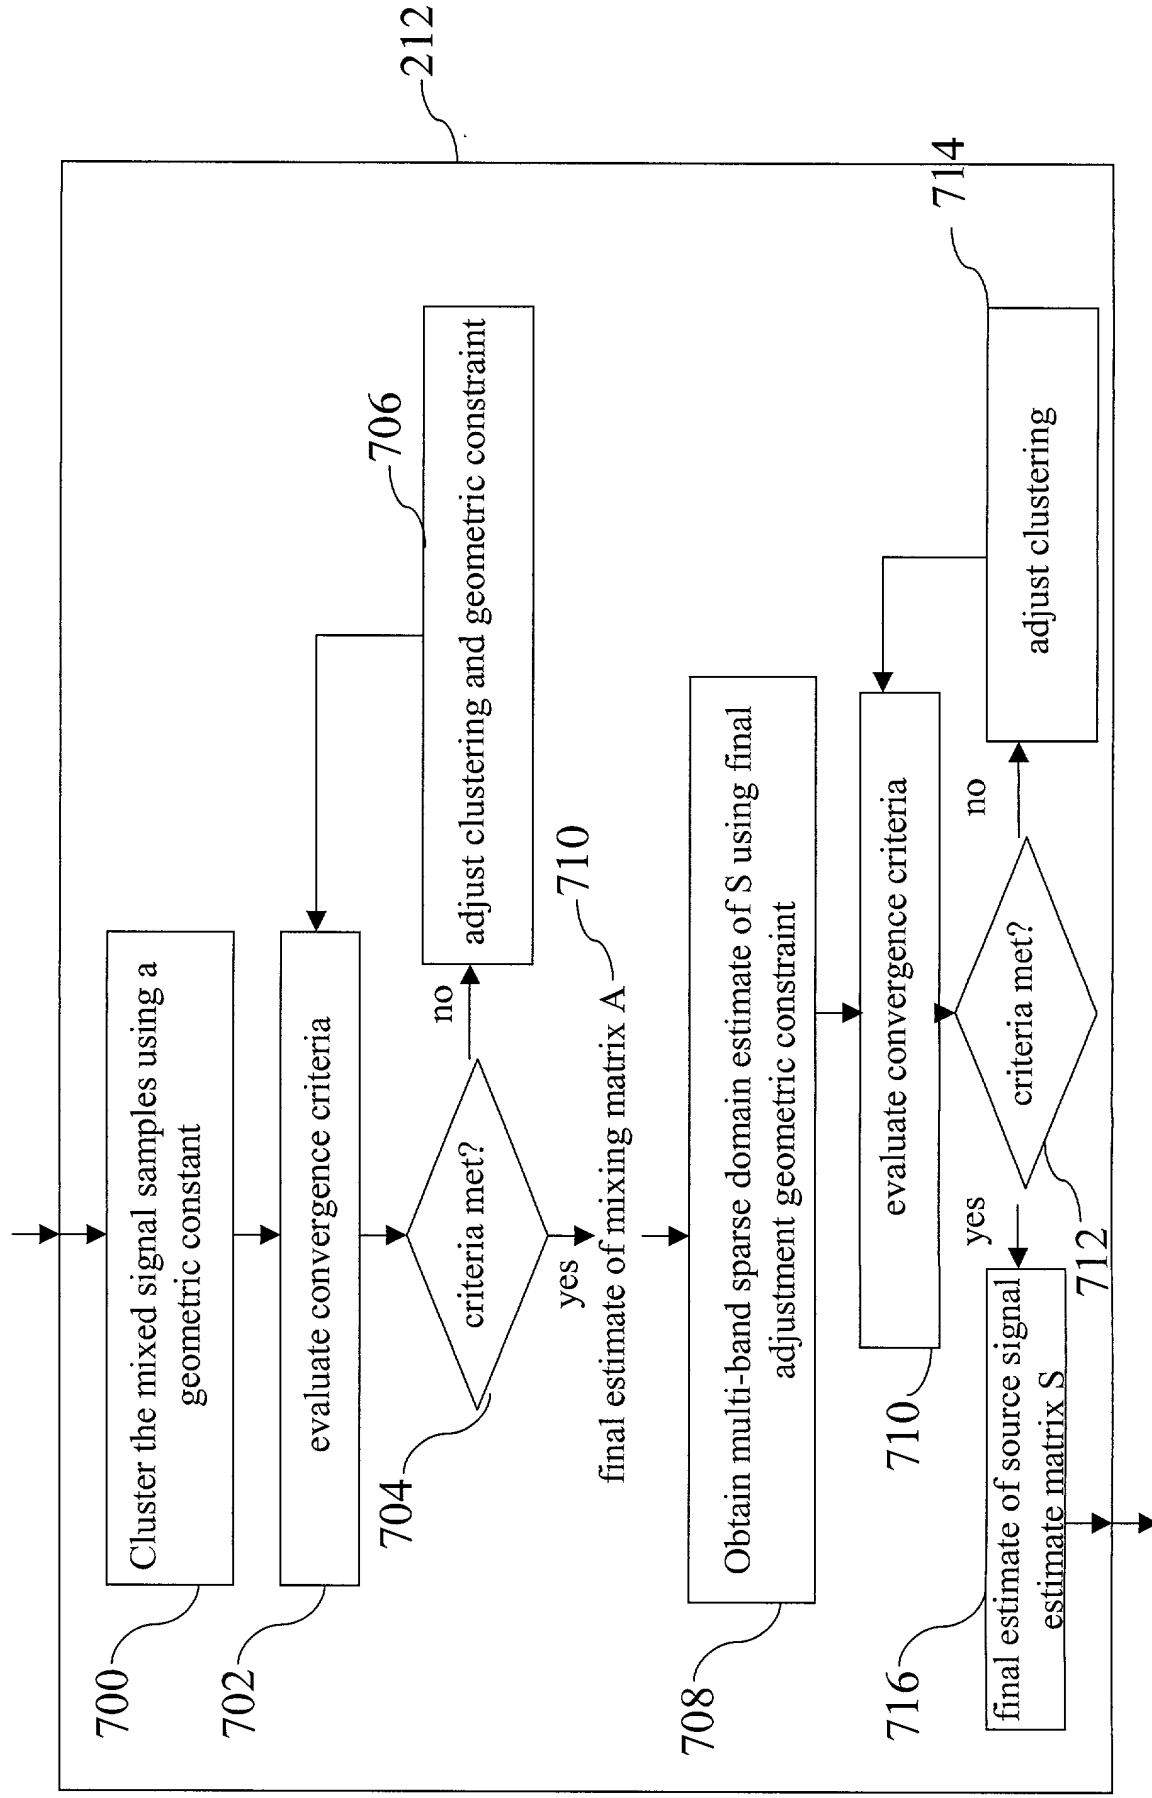 212
700
Cluster the mixed signal samples using a
geometric constant
702
evaluate convergence criteria
704
criteria met?
no
yes
706
adjust clustering and geometric constraint
final estimate of mixing matrix A
710
708
Obtain multi-band sparse domain estimate of S using final
adjustment geometric constraint
710
evaluate convergence criteria
criteria met?
712
no
714
adjust clustering
yes
716
final estimate of source signal
estimate matrix S